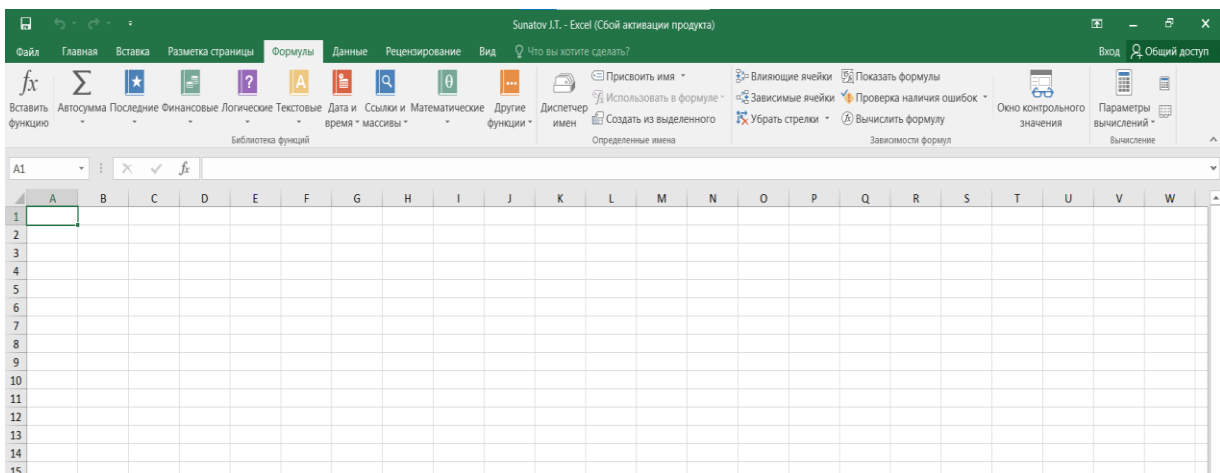 Sunatov J.T. - Excel (Сбой активации продукта)
Файл Главная Вставка Разметка страницы Формулы Данные Рецензирование Вид Что вы хотите сделать? Вход Общий доступ
fx Σ ? A θ
Вставить функцию
Автосумма
Последние
Финансовые
Логические
Текстовые
Дата и время
Ссылки и массивы
Математические
Другие функции
Библиотека функций
Диспетчер имен
Присвоить имя
Использовать в формуле
Создать из выделенного
Определенные имена
Влияющие ячейки
Зависимые ячейки
Убрать стрелки
Показать формулы
Проверка наличия ошибок
Вычислить формулу
Зависимости формул
Окно контрольного значения
Параметры вычислений
Вычисление
A1 fx
A B C D E F G H I J K L M N O P Q R S T U V W
1
2
3
4
5
6
7
8
9
10
11
12
13
14
15